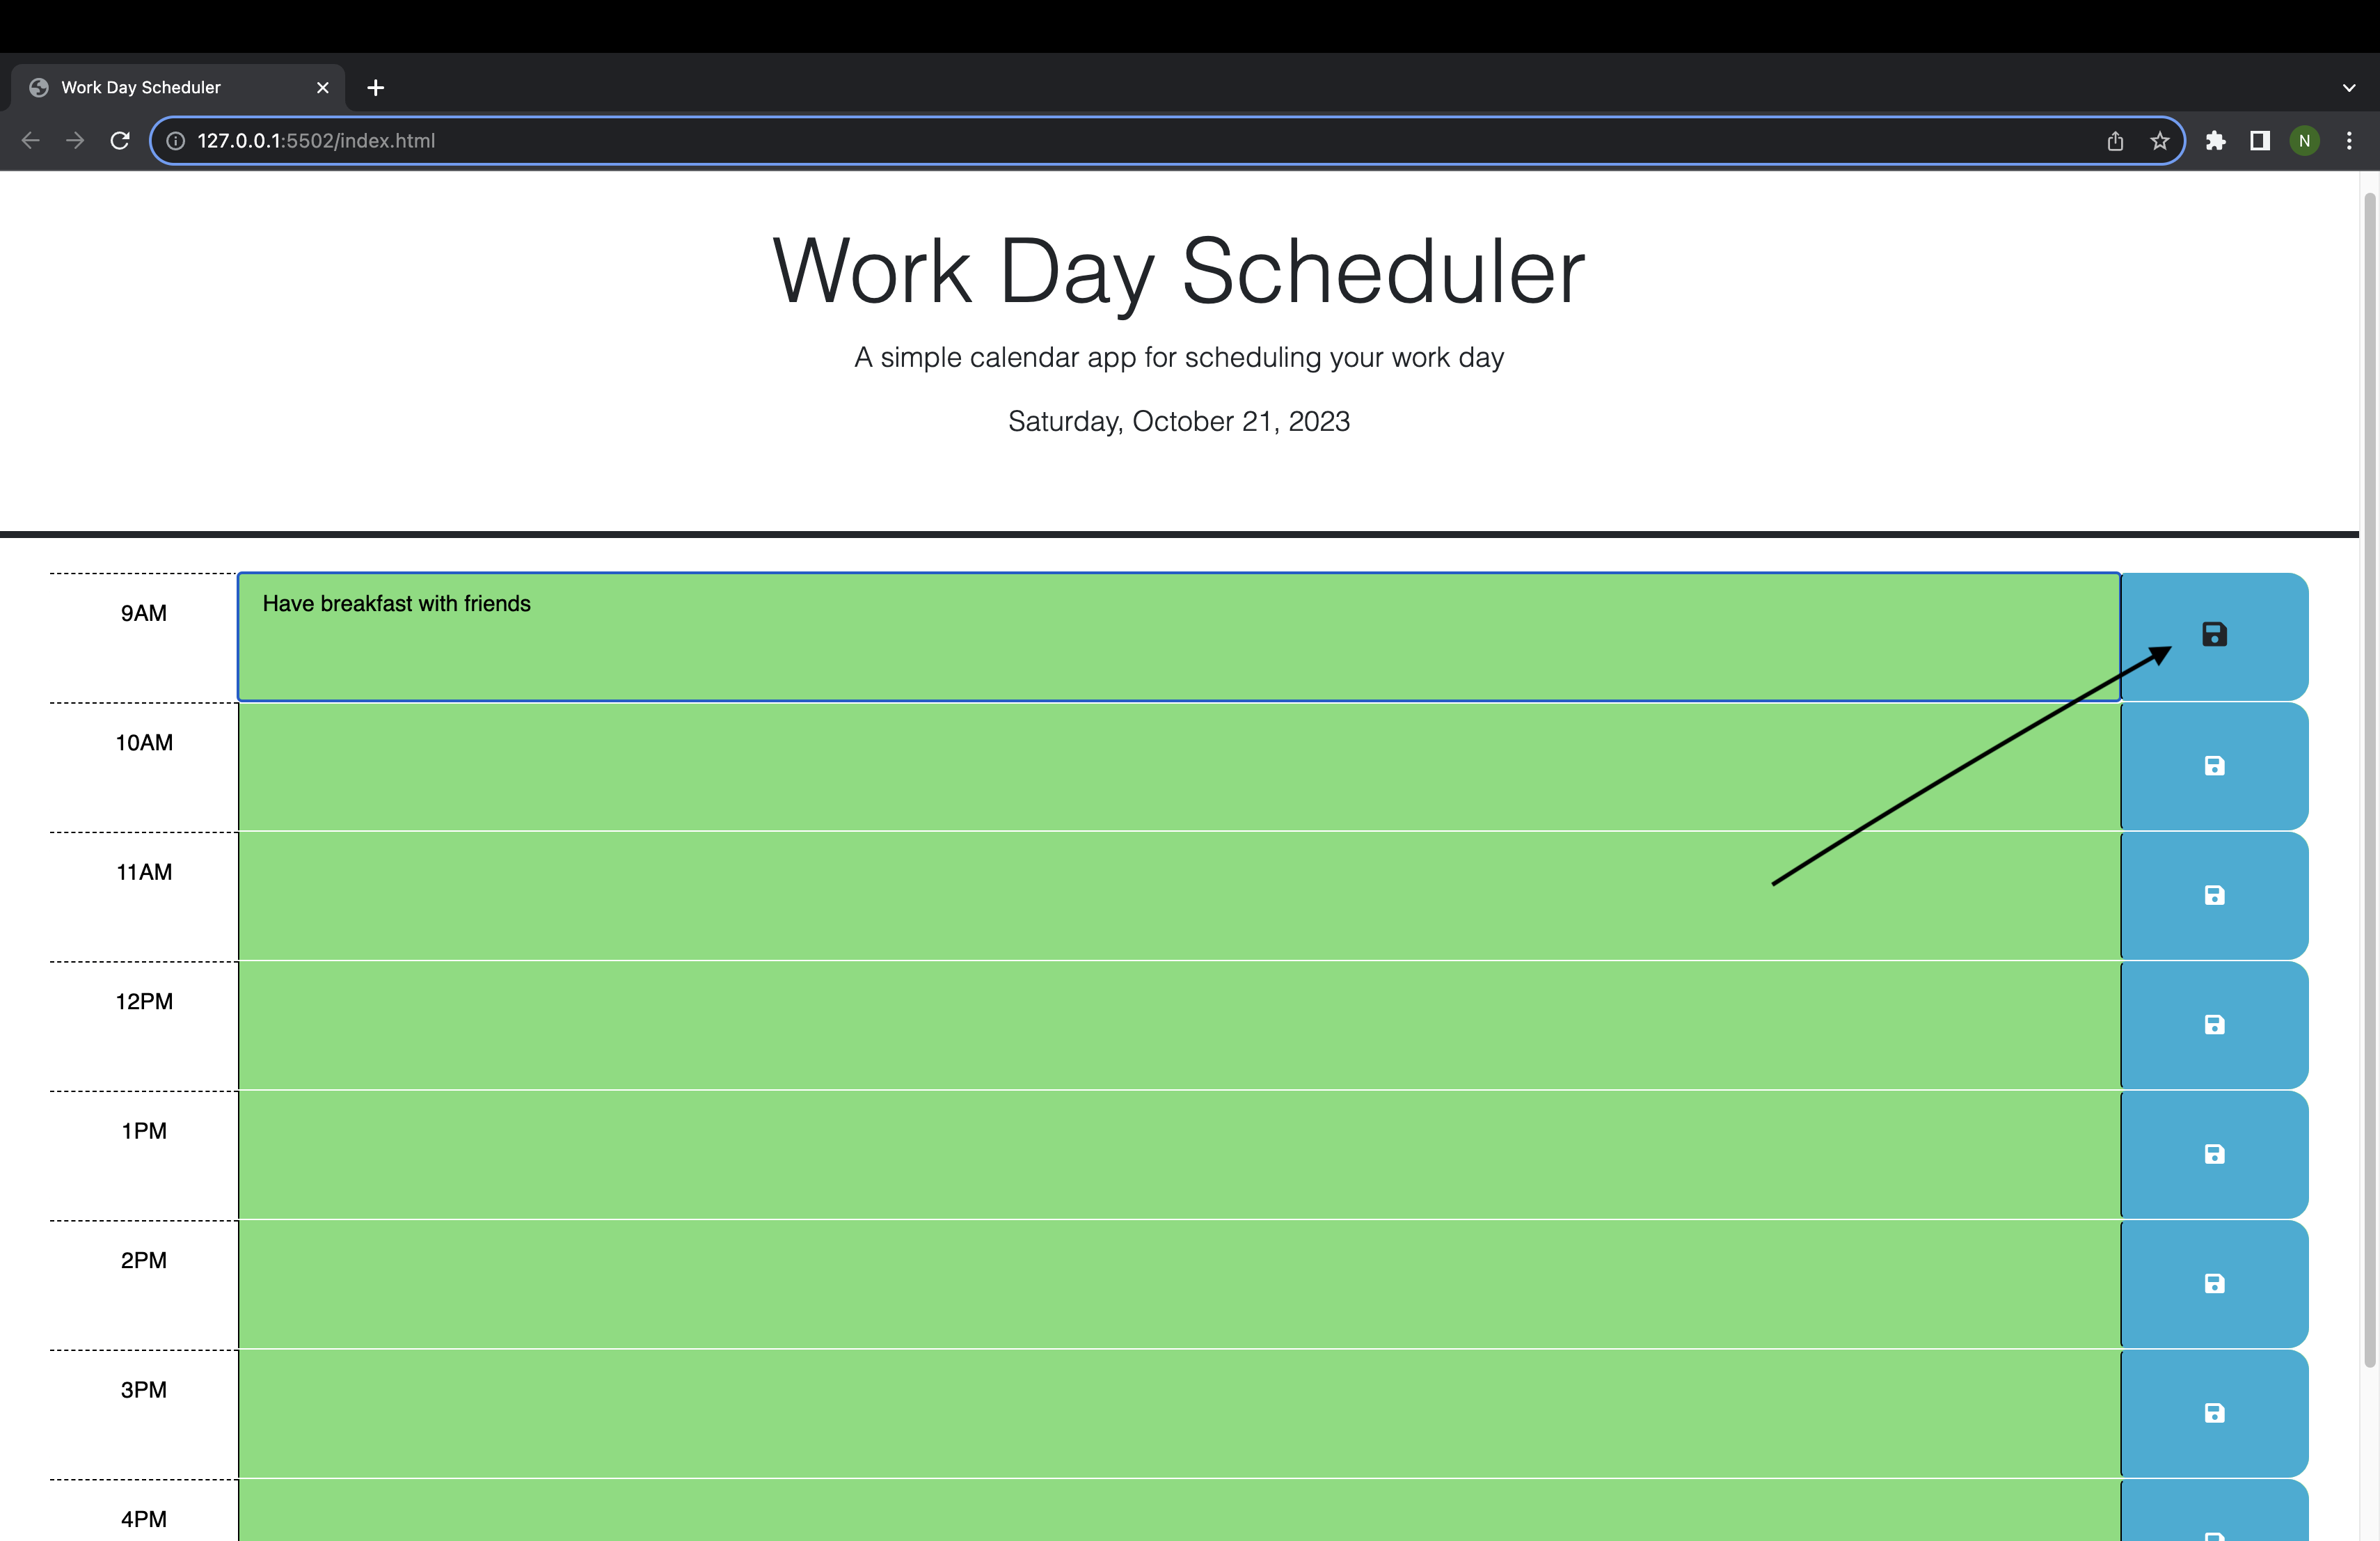 Work Day Scheduler
127.0.0.1:5502/index.html
N
Work Day Scheduler
A simple calendar app for scheduling your work day
Saturday, October 21, 2023
9AM
Have breakfast with friends
10AM
11AM
12PM
1PM
2PM
3PM
4PM